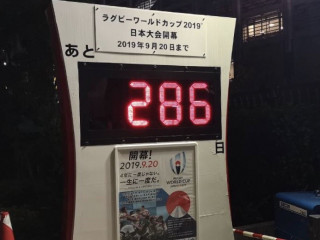 ラグビーワールドカップ2019
日本大会開幕
2019年9月20日まで
あと
286
日
開幕!
2019.9.20
一生に一度だ。
WORLD CUP